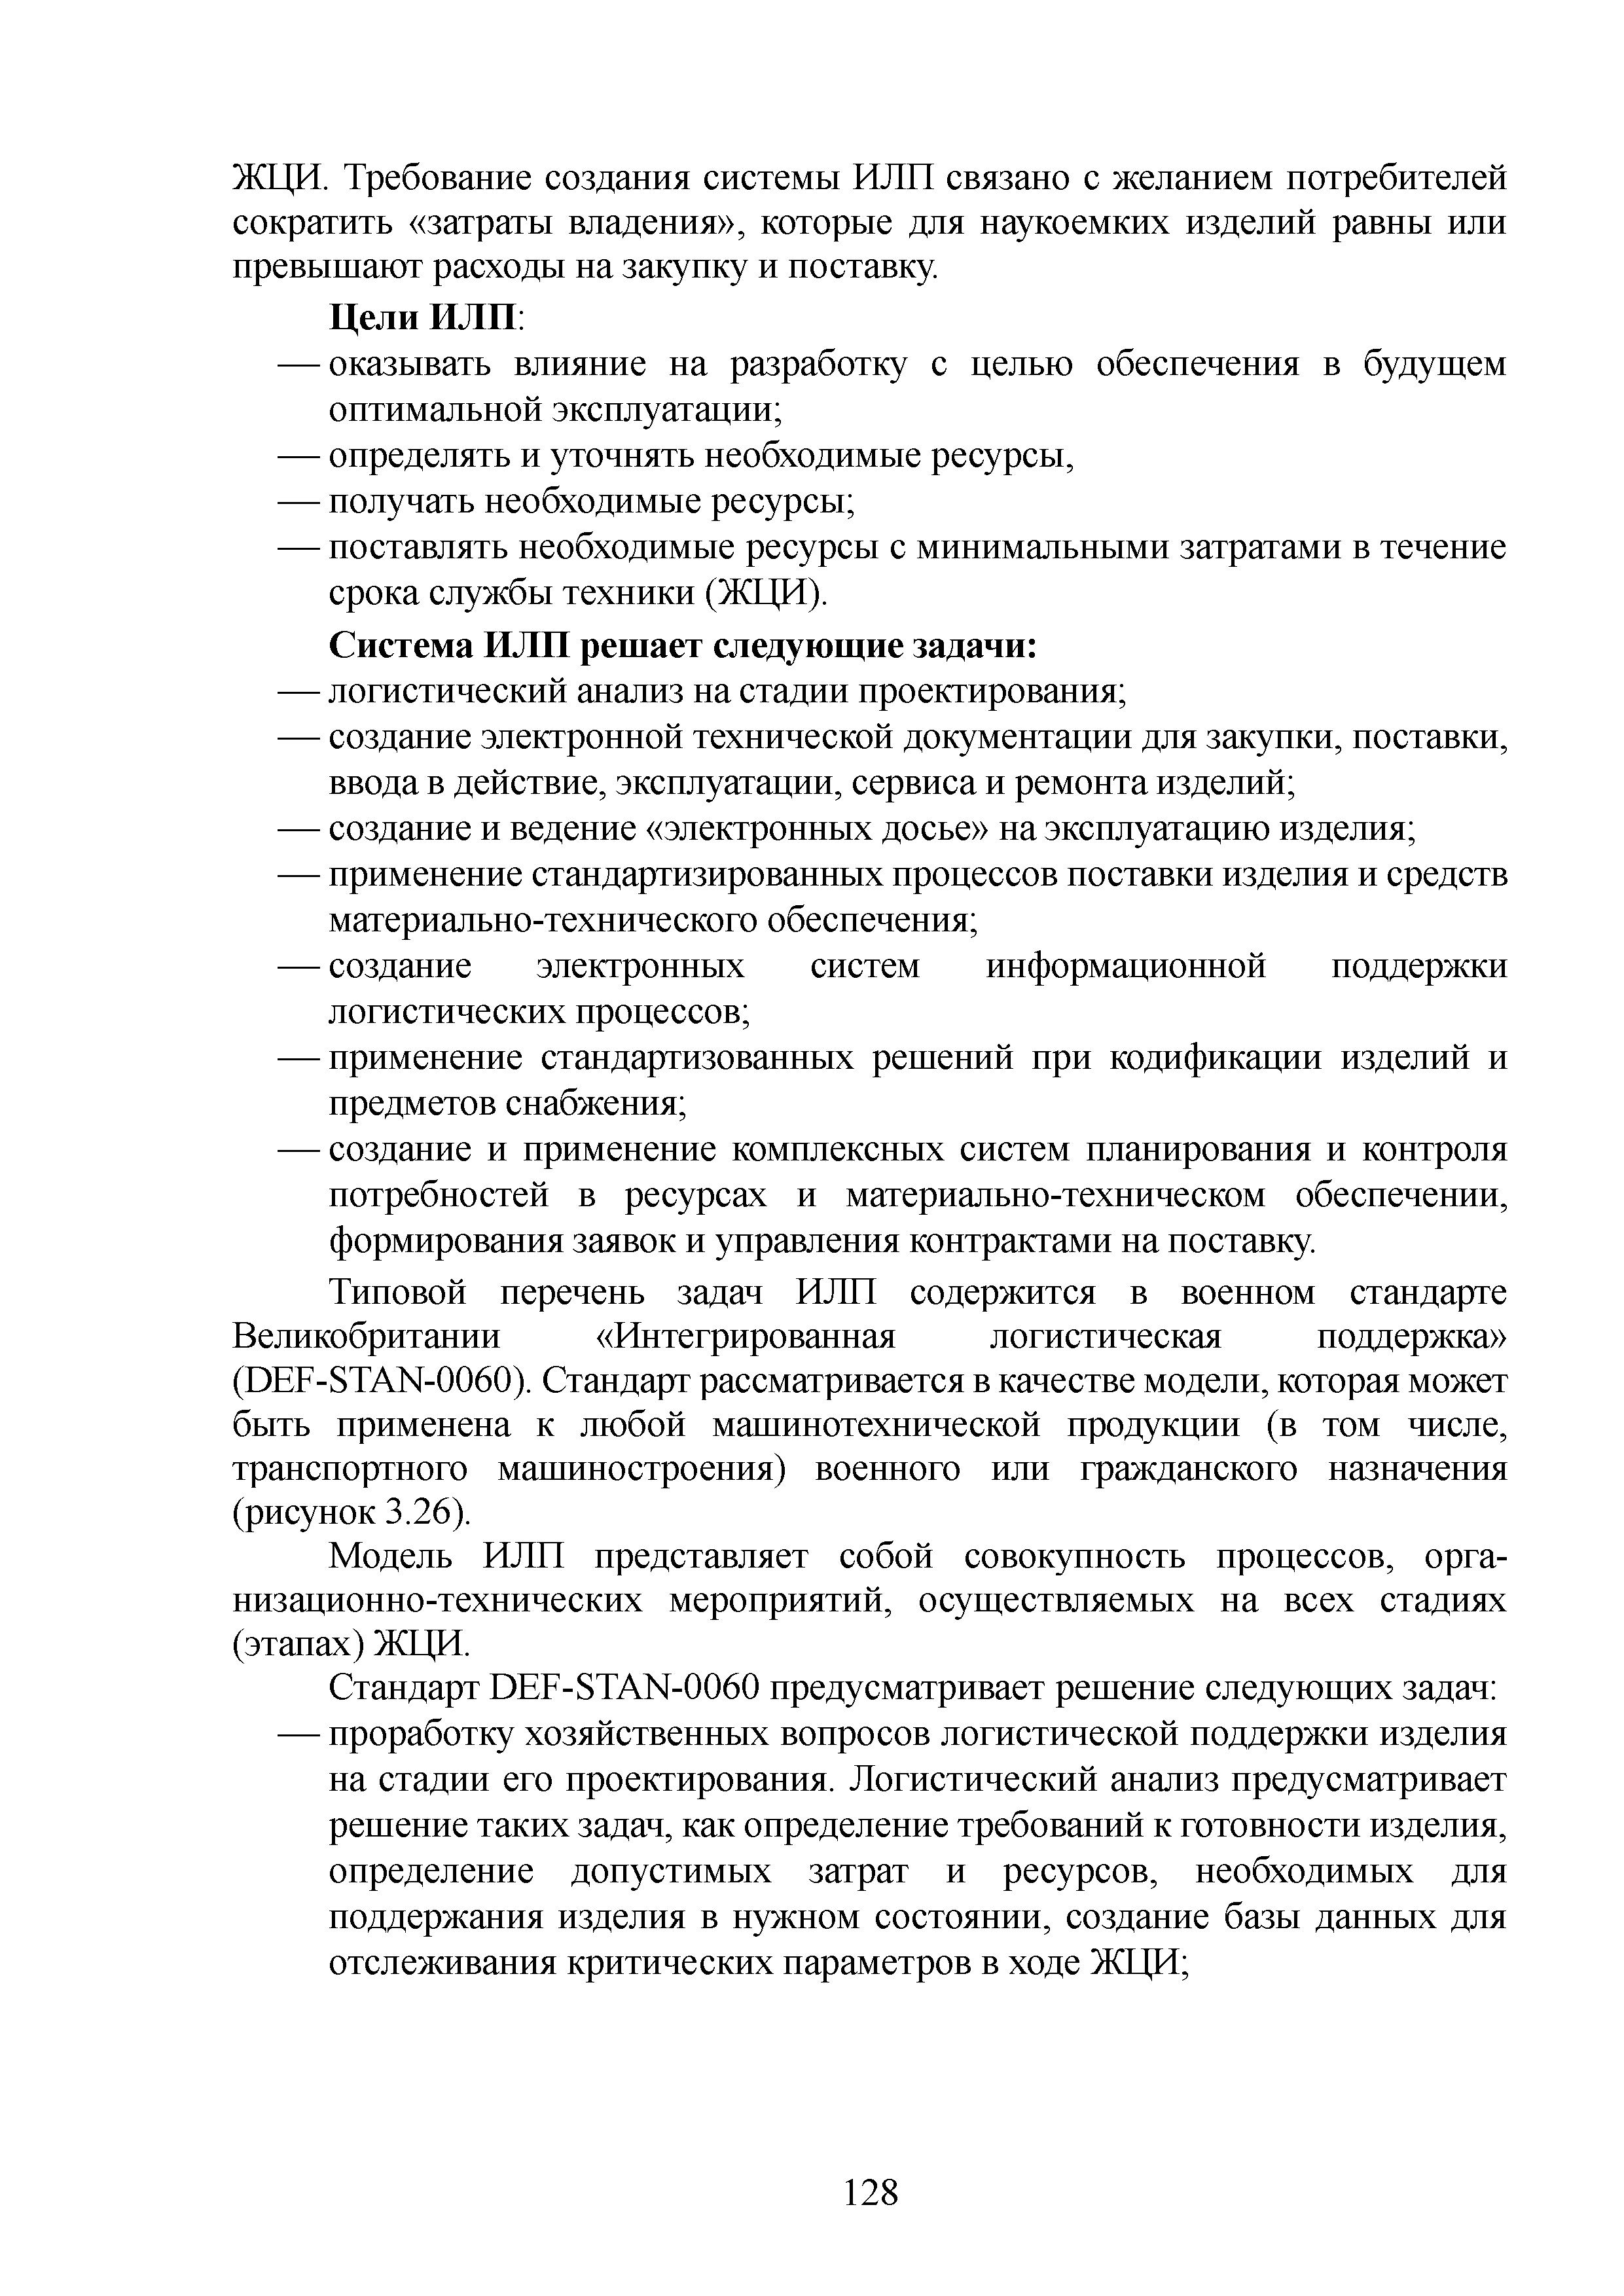 ЖЦИ. Требование создания системы ИЛП связано с желанием потребителей
сократить «затраты владения», которые для наукоемких изделий равны или
превышают расходы на закупку и поставку.
Цели ИЛП:
— оказывать влияние на разработку с целью обеспечения в будущем
оптимальной эксплуатации;
— определять и уточнять необходимые ресурсы,
— получать необходимые ресурсы;
— поставлять необходимые ресурсы с минимальными затратами в течение
срока службы техники (ЖЦИ).
Система ИЛП решает следующие задачи:
— логистический анализ на стадии проектирования;
— создание электронной технической документации для закупки, поставки,
ввода в действие, эксплуатации, сервиса и ремонта изделий;
— создание и ведение «электронных досье» на эксплуатацию изделия;
— применение стандартизированных процессов поставки изделия и средств
материально-технического обеспечения;
— создание электронных систем информационной поддержки
логистических процессов;
— применение стандартизованных решений при кодификации изделий и
предметов снабжения;
— создание и применение комплексных систем планирования и контроля
потребностей в ресурсах и материально-техническом обеспечении,
формирования заявок и управления контрактами на поставку.
Типовой перечень задач ИЛП содержится в военном стандарте
Великобритании «Интегрированная логистическая поддержка»
(DEF-STAN-0060). Стандарт рассматривается в качестве модели, которая может
быть применена к любой машинотехнической продукции (в том числе,
транспортного машиностроения) военного или гражданского назначения
(рисунок 3.26).
Модель ИЛП представляет собой совокупность процессов, орга-
низационно-технических мероприятий, осуществляемых на всех стадиях
(этапах) ЖЦИ.
Стандарт DEF-STAN-0060 предусматривает решение следующих задач:
— проработку хозяйственных вопросов логистической поддержки изделия
на стадии его проектирования. Логистический анализ предусматривает
решение таких задач, как определение требований к готовности изделия,
определение допустимых затрат и ресурсов, необходимых для
поддержания изделия в нужном состоянии, создание базы данных для
отслеживания критических параметров в ходе ЖЦИ;
128